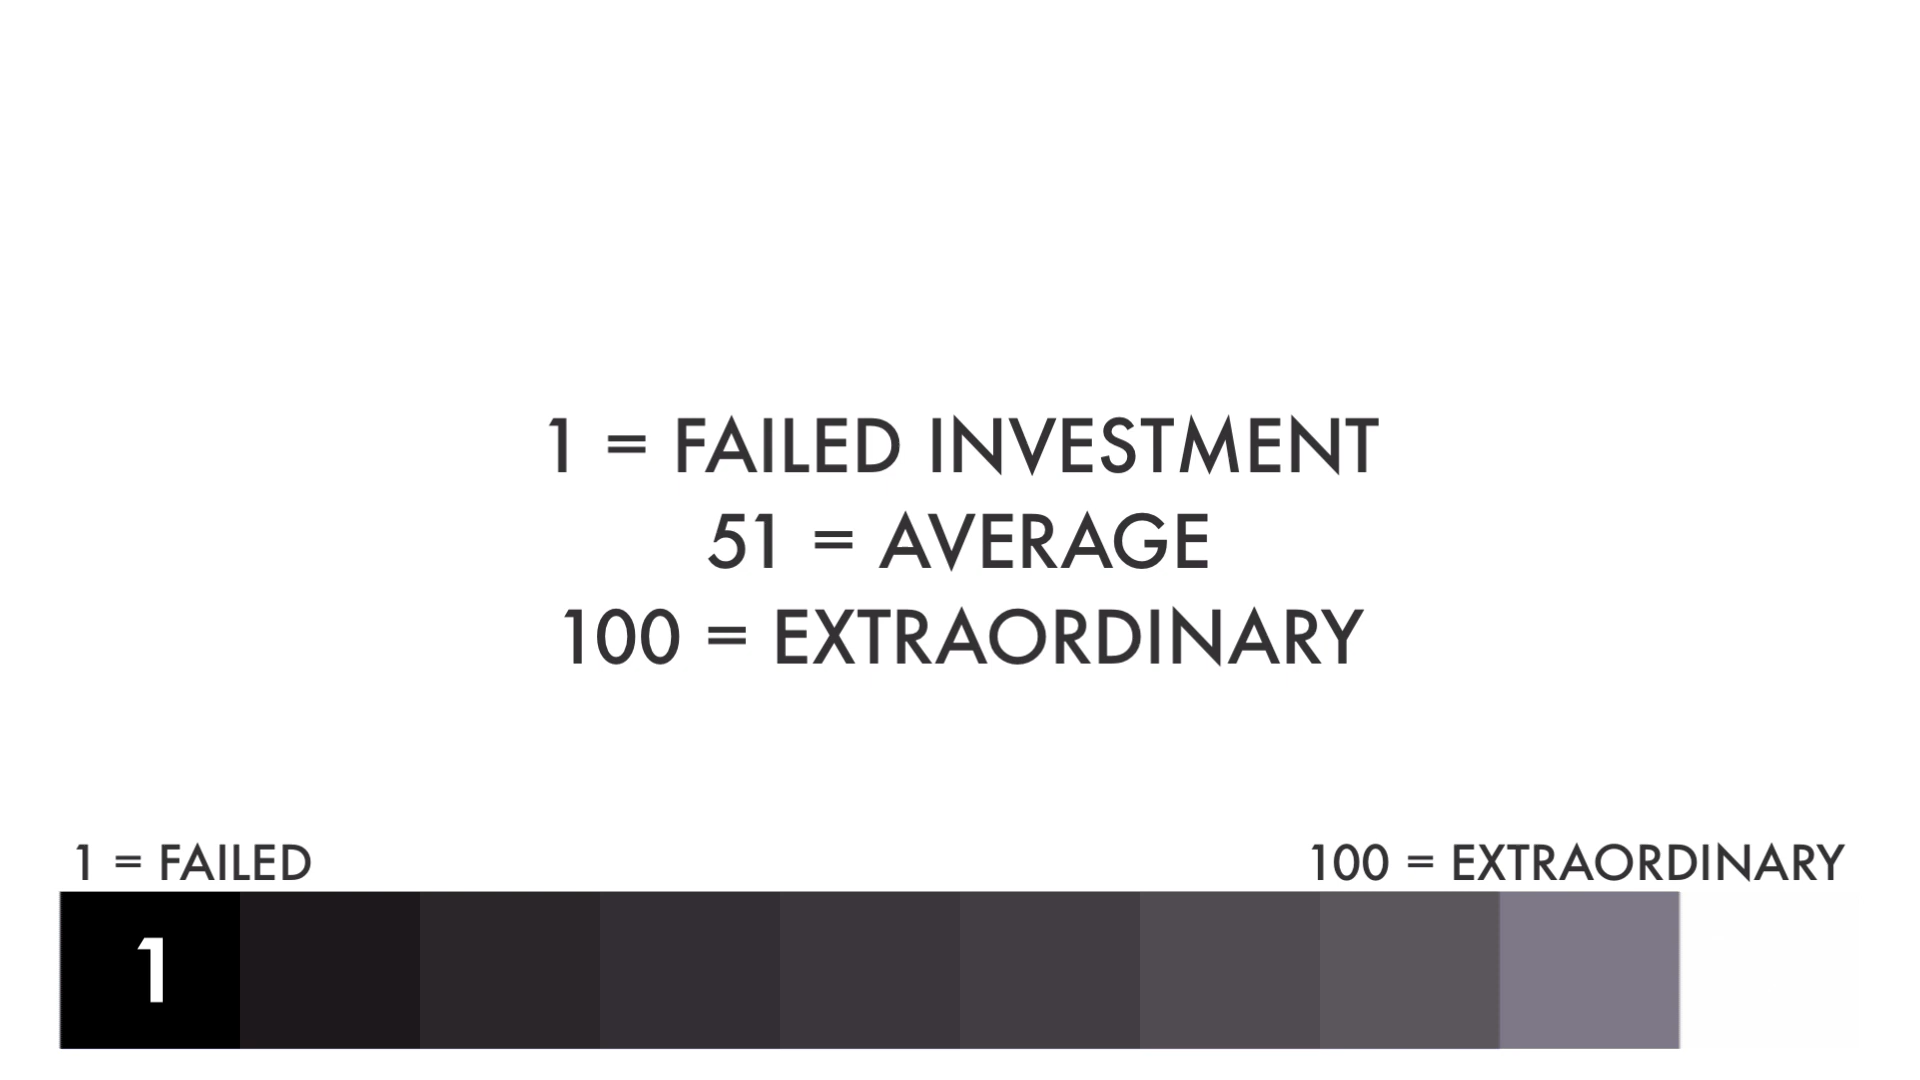 1 = FAILED INVESTMENT
51 = AVERAGE
100 = EXTRAORDINARY
1 = FAILED
100 = EXTRAORDINARY
1